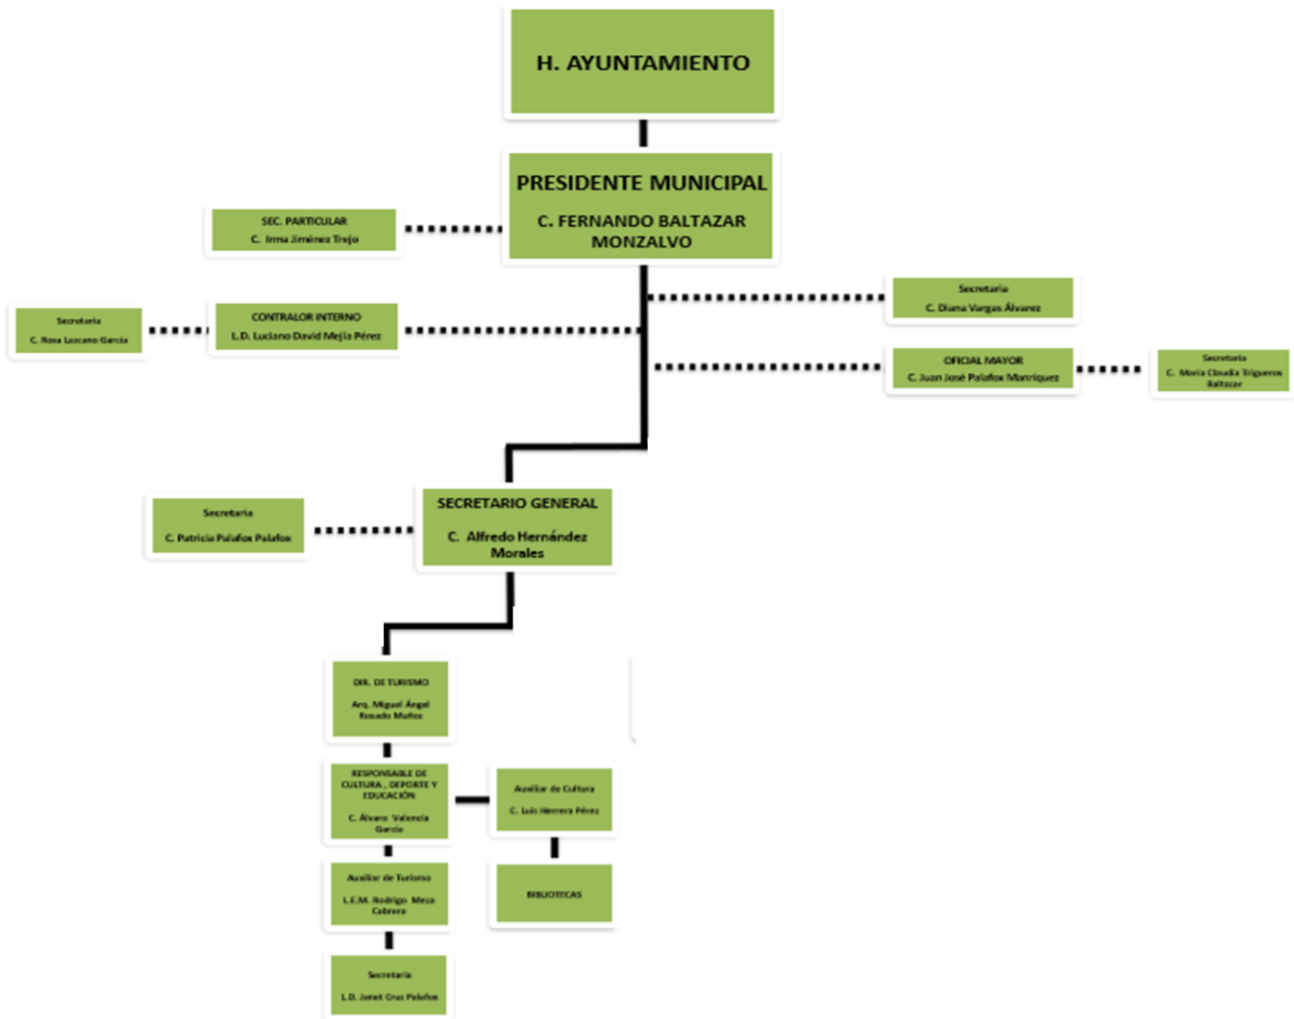 H. AYUNTAMIENTO
PRESIDENTE MUNICIPAL
C. FERNANDO BALTAZAR
MONZALVO
SEC. PARTICULAR
C. Irma Jiménez Trejo
Secretaria
C. Diana Vargas Álvarez
CONTRALOR INTERNO
L.D. Luciano David Mejía Pérez
Secretaria
C. Rosa Lazcano García
OFICIAL MAYOR
C. Juan José Palafox Manríquez
Secretaria
C. María Claudia Trigueros
Baltazar
SECRETARIO GENERAL
C. Alfredo Hernández
Morales
Secretaria
C. Patricia Palafox Palafox
DIR. DE TURISMO
Arq. Miguel Ángel
Rosado Muñoz
RESPONSABLE DE
CULTURA , DEPORTE Y
EDUCACIÓN
C. Álvaro Valencia
García
Auxiliar de Cultura
C. Luis Herrera Pérez
Auxiliar de Turismo
L.E.M. Rodrigo Meza
Cabrera
BIBLIOTECAS
Secretaria
L.D. Janet Cruz Palafox